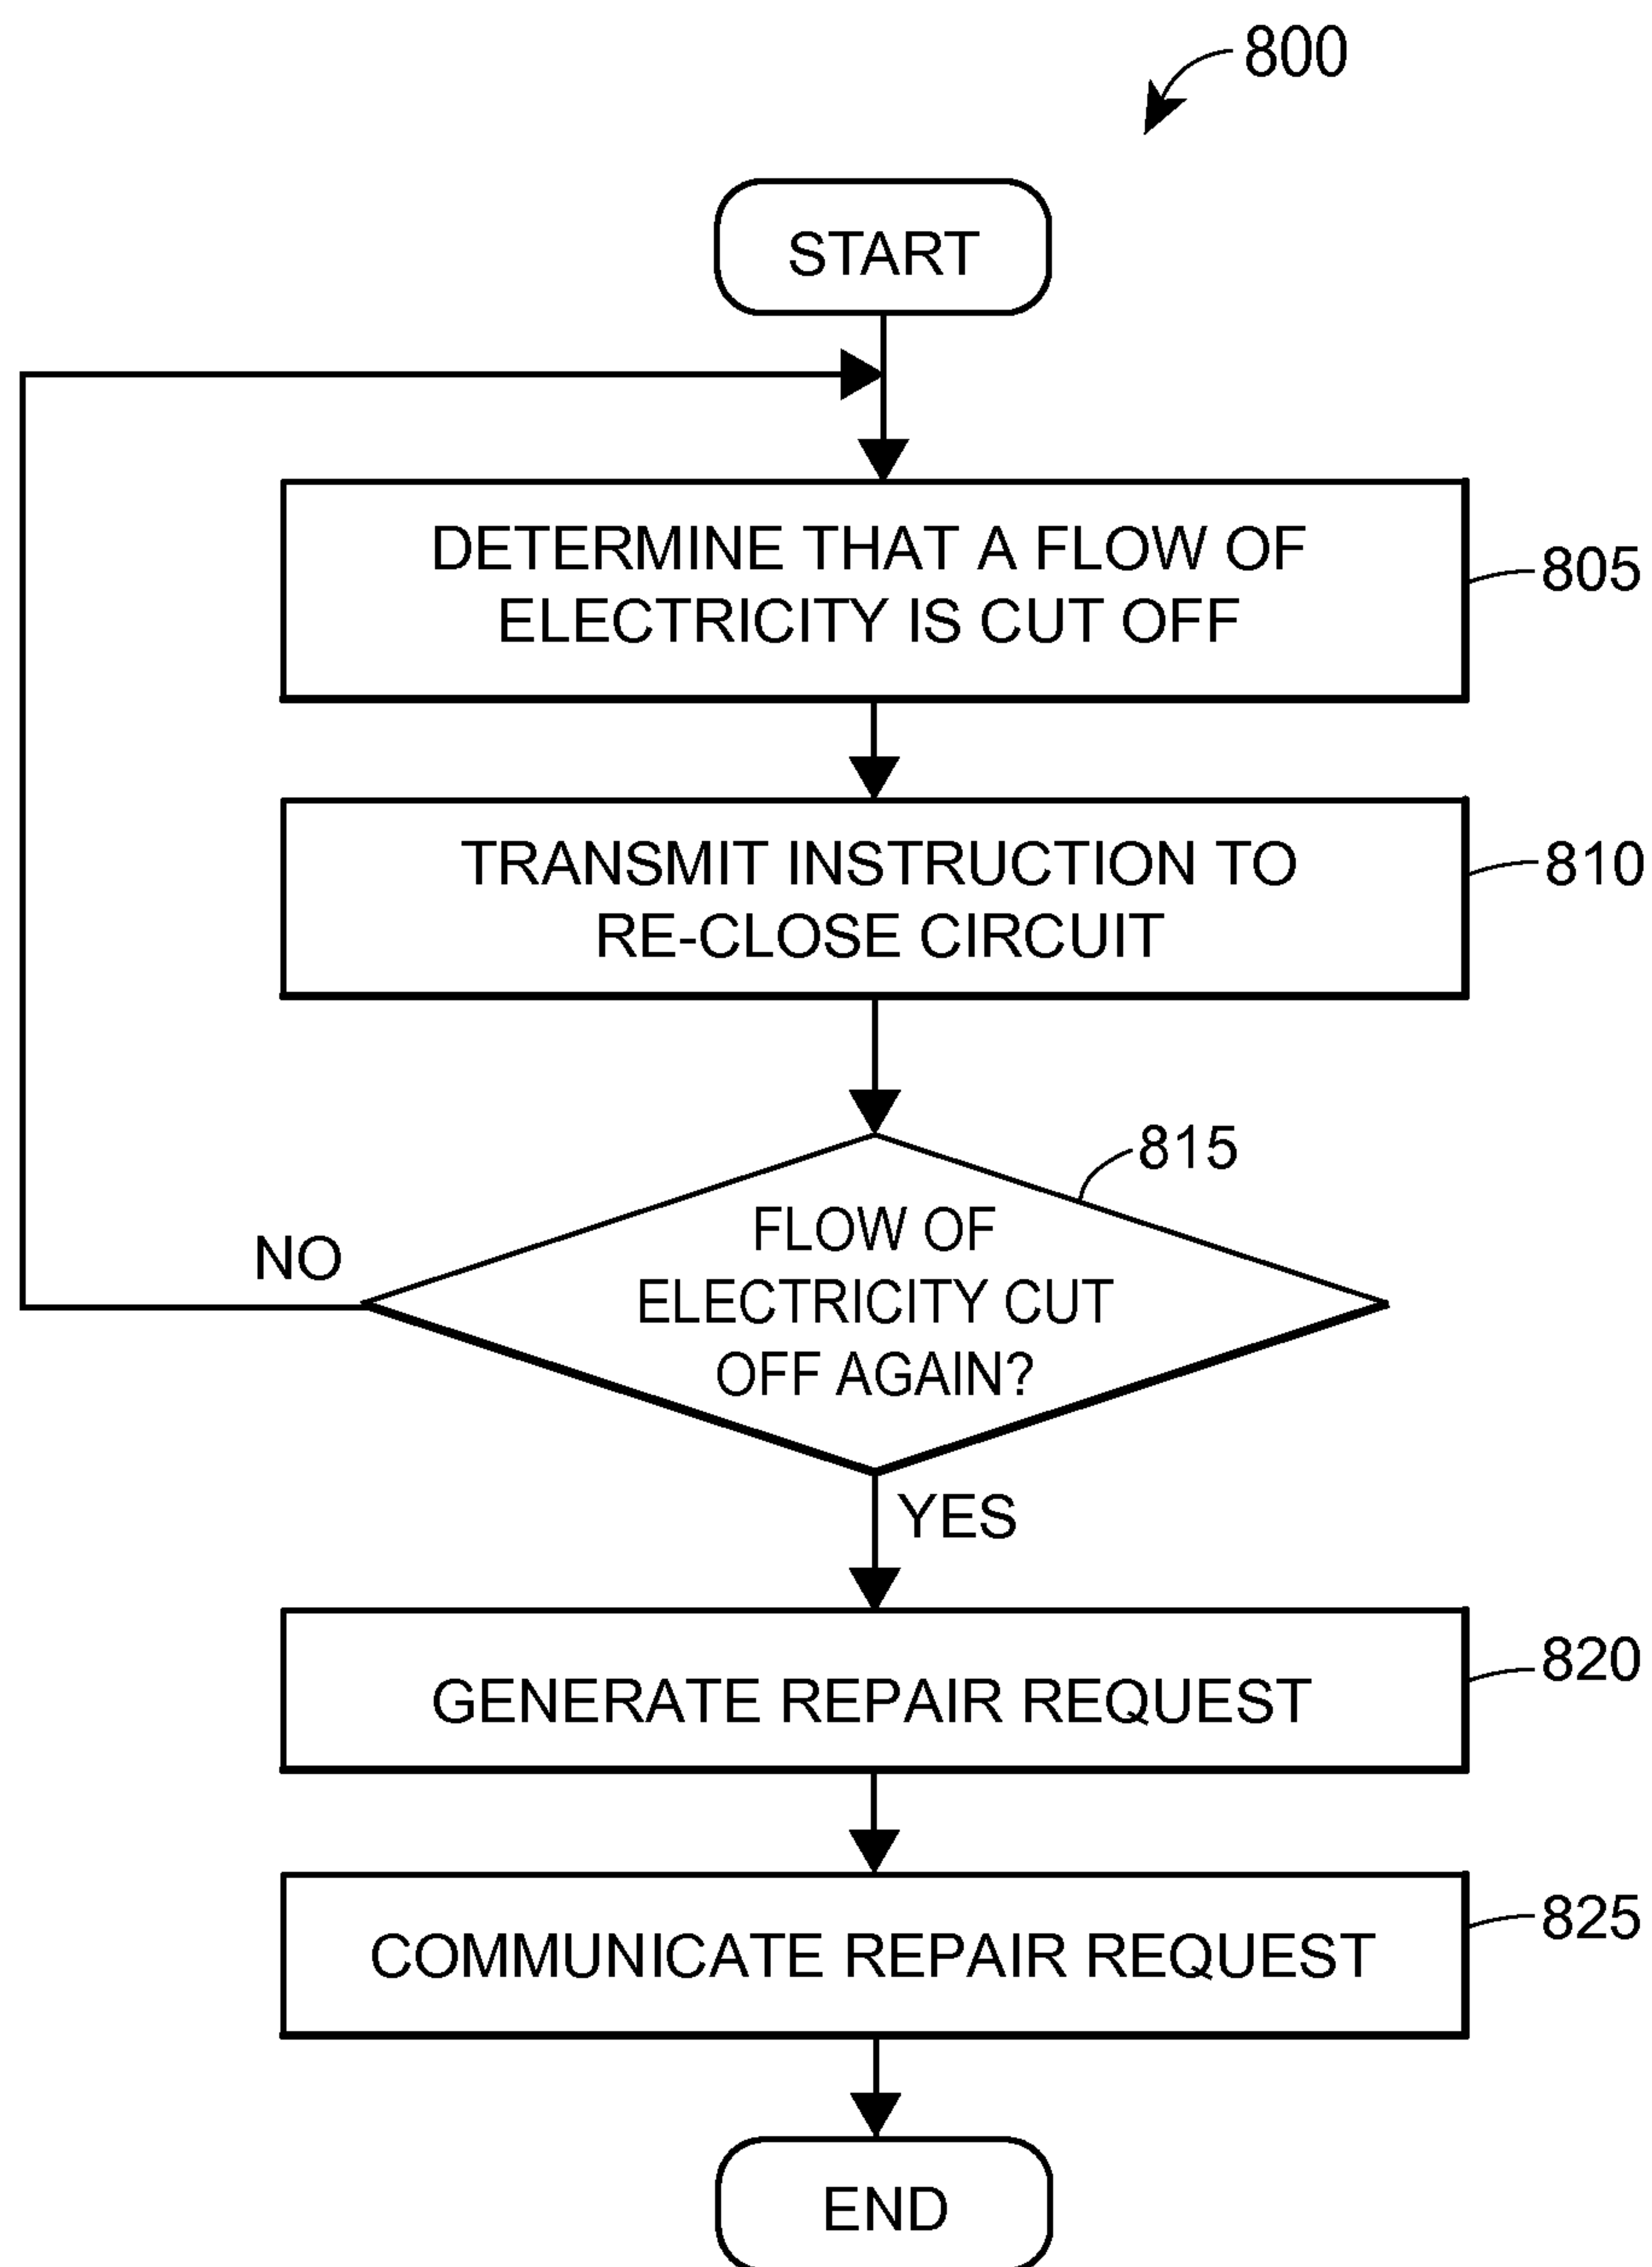 800
START
DETERMINE THAT A FLOW OF
ELECTRICITY IS CUT OFF
805
TRANSMIT INSTRUCTION TO
RE-CLOSE CIRCUIT
810
815
FLOW OF
ELECTRICITY CUT
OFF AGAIN?
NO
YES
GENERATE REPAIR REQUEST
820
COMMUNICATE REPAIR REQUEST
825
END